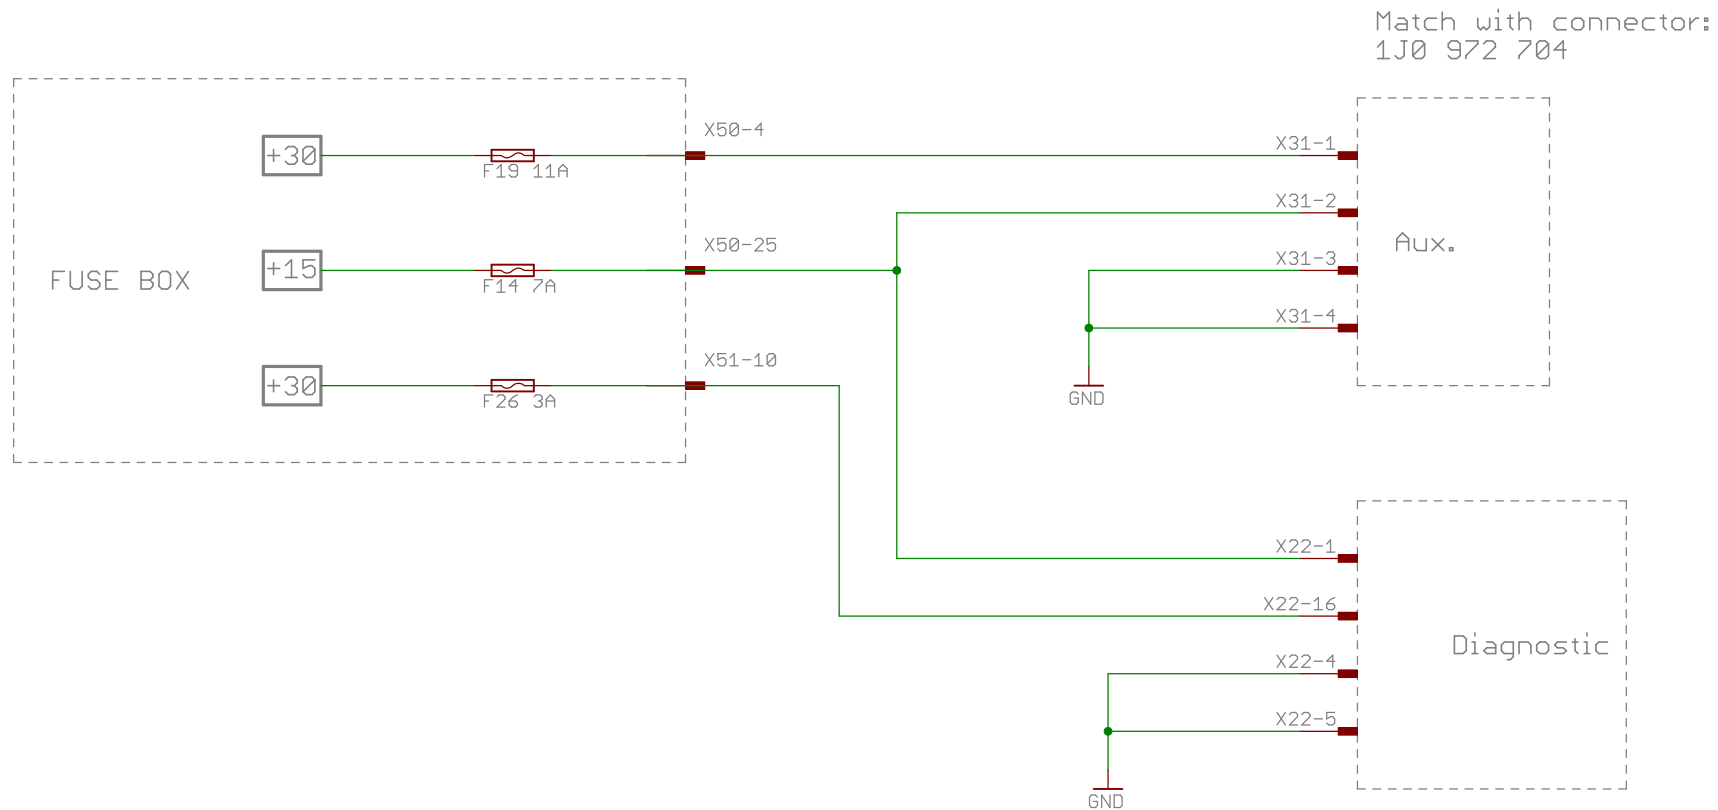 Match with connector:
1J0 972 704
X50-4
X31-1
+30
F19 11A
X31-2
Aux.
X50-25
X31-3
+15
FUSE BOX
F14 7A
X31-4
X51-10
+30
F26 3A
GND
X22-1
X22-16
Diagnostic
X22-4
X22-5
GND